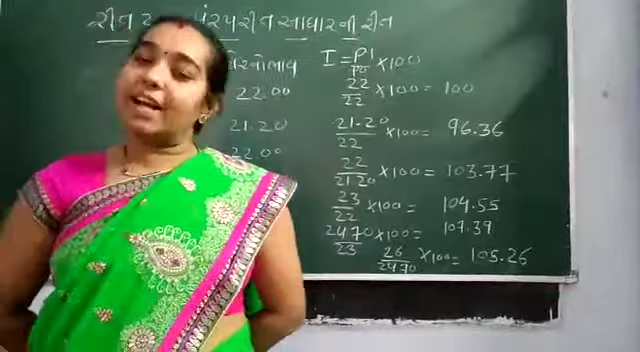 રીત
પરંપરીત આધારની રીત
I = P1/P0 × 100
22.00
22/22 × 100 = 100
21.20
21.20/22 × 100 = 96.36
22.00
22/21.20 × 100 = 103.77
23/22 × 100 = 104.55
24.70/23 × 100 = 107.39
26/24.70 × 100 = 105.26